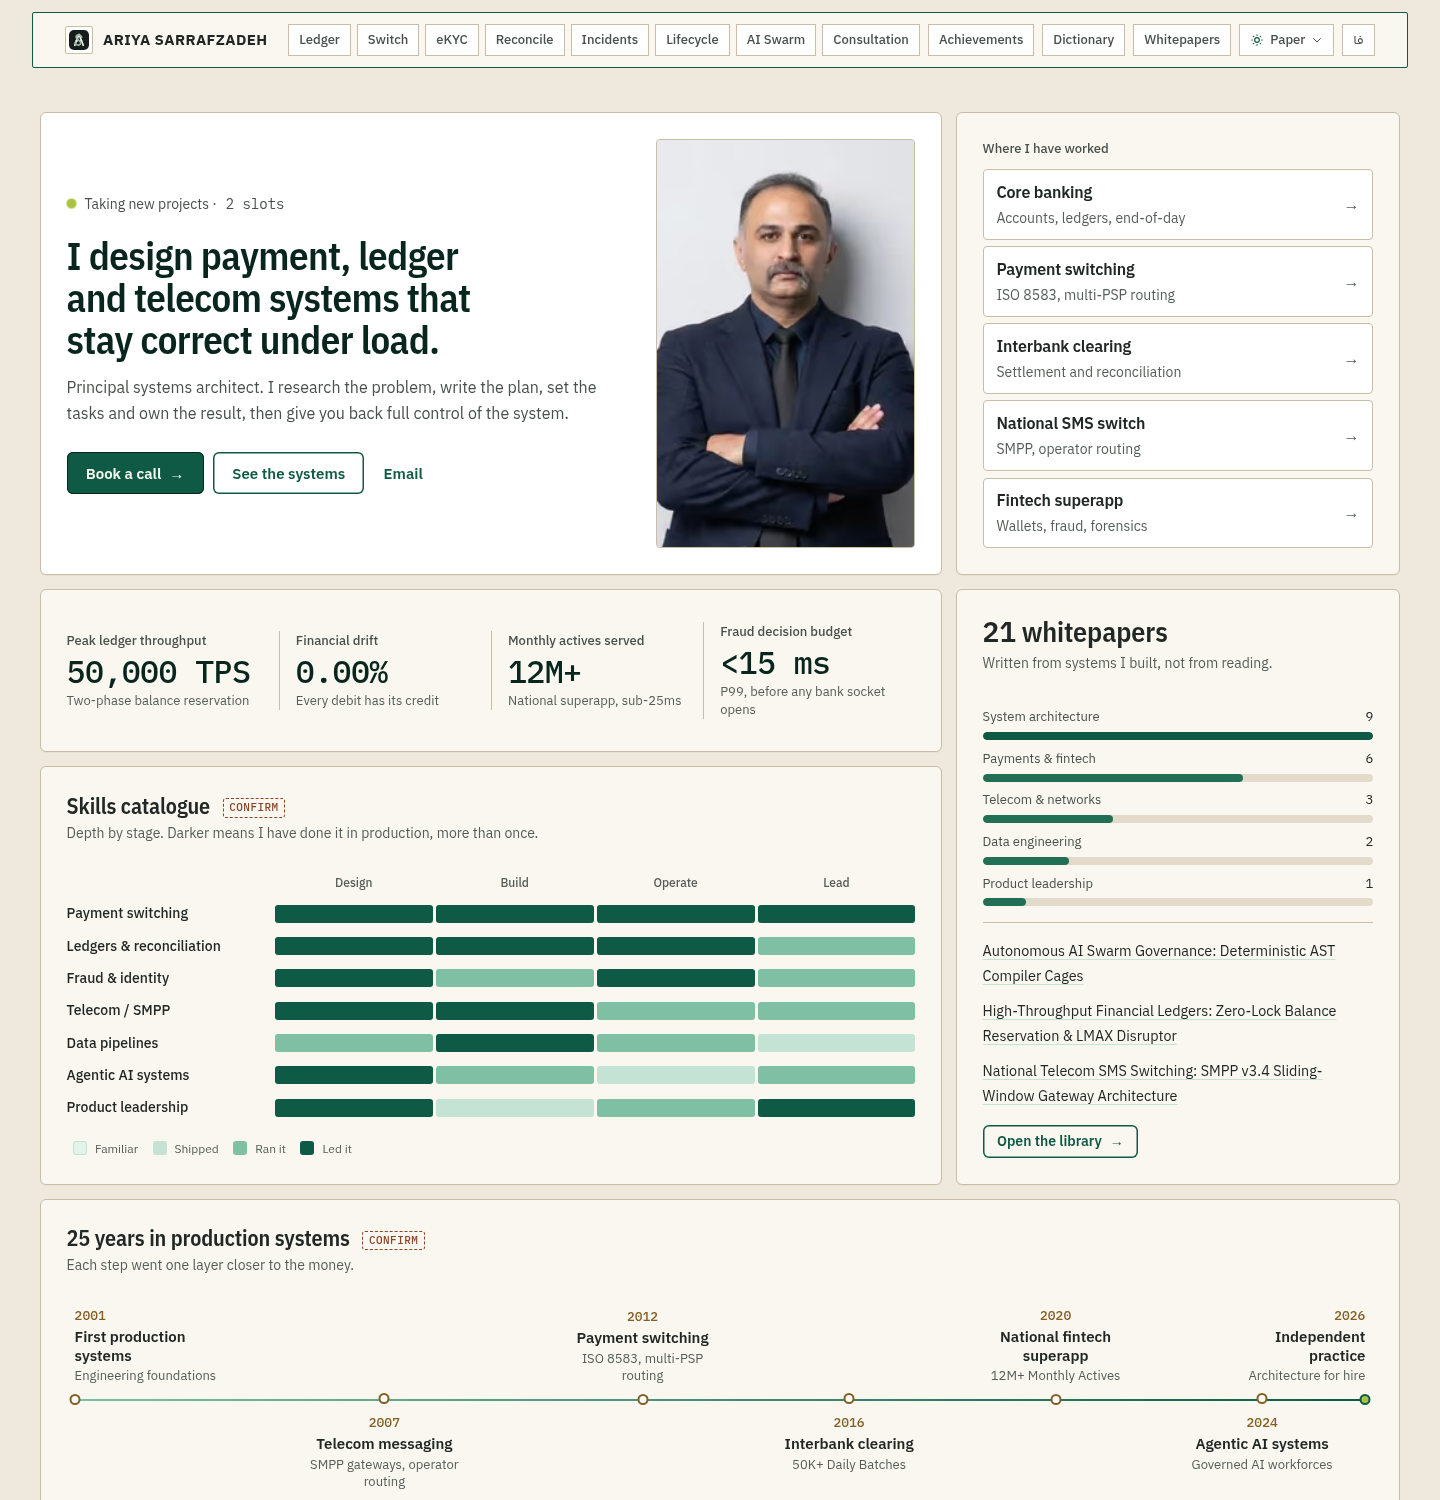 ARIYA SARRAFZADEH
Ledger
Switch
eKYC
Reconcile
Incidents
Lifecycle
AI Swarm
Consultation
Achievements
Dictionary
Whitepapers
Paper
فا
Taking new projects · 2 slots
I design payment, ledger
and telecom systems that
stay correct under load.
Principal systems architect. I research the problem, write the plan, set the
tasks and own the result, then give you back full control of the system.
Book a call →
See the systems
Email
Where I have worked
Core banking
Accounts, ledgers, end-of-day
→
Payment switching
ISO 8583, multi-PSP routing
→
Interbank clearing
Settlement and reconciliation
→
National SMS switch
SMPP, operator routing
→
Fintech superapp
Wallets, fraud, forensics
→
Peak ledger throughput
50,000 TPS
Two-phase balance reservation
Financial drift
0.00%
Every debit has its credit
Monthly actives served
12M+
National superapp, sub-25ms
Fraud decision budget
<15 ms
P99, before any bank socket
opens
21 whitepapers
Written from systems I built, not from reading.
System architecture 9
Payments & fintech 6
Telecom & networks 3
Data engineering 2
Product leadership 1
Autonomous AI Swarm Governance: Deterministic AST
Compiler Cages
High-Throughput Financial Ledgers: Zero-Lock Balance
Reservation & LMAX Disruptor
National Telecom SMS Switching: SMPP v3.4 Sliding-
Window Gateway Architecture
Open the library →
Skills catalogue CONFIRM
Depth by stage. Darker means I have done it in production, more than once.
Design Build Operate Lead
Payment switching
Ledgers & reconciliation
Fraud & identity
Telecom / SMPP
Data pipelines
Agentic AI systems
Product leadership
Familiar Shipped Ran it Led it
25 years in production systems CONFIRM
Each step went one layer closer to the money.
2001
First production
systems
Engineering foundations
2007
Telecom messaging
SMPP gateways, operator
routing
2012
Payment switching
ISO 8583, multi-PSP
routing
2016
Interbank clearing
50K+ Daily Batches
2020
National fintech
superapp
12M+ Monthly Actives
2024
Agentic AI systems
Governed AI workforces
2026
Independent
practice
Architecture for hire